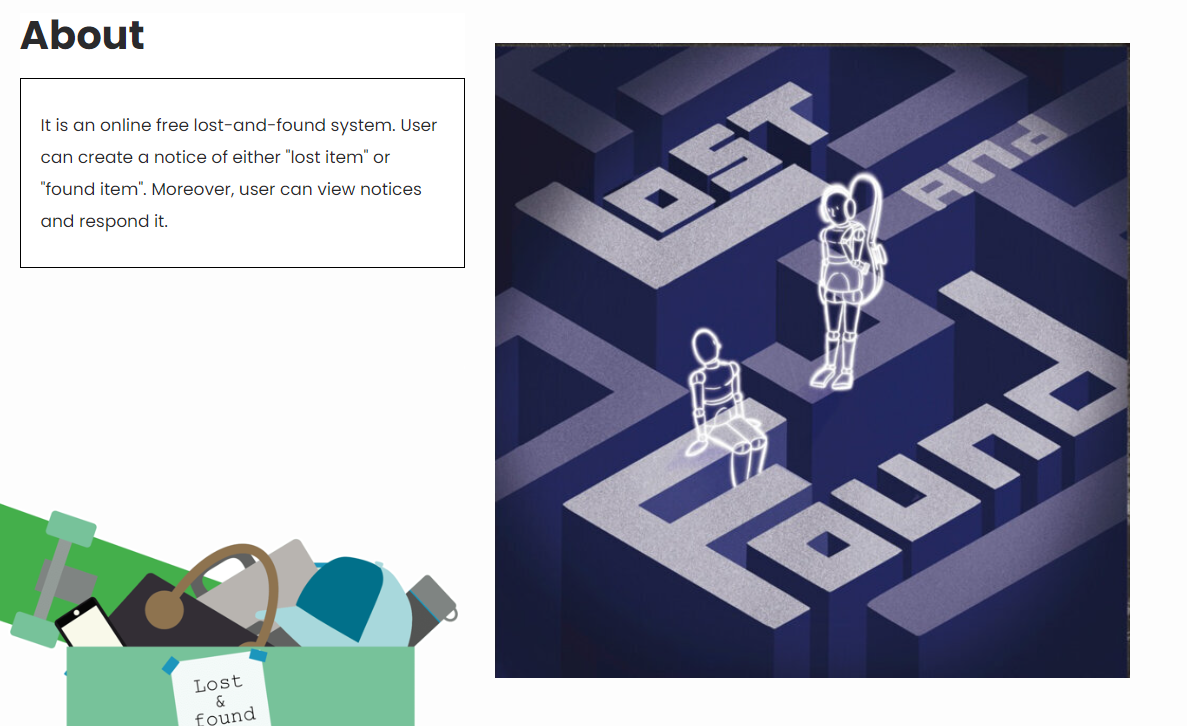 About
It is an online free lost-and-found system. User
can create a notice of either "lost item" or
"found item". Moreover, user can view notices
and respond it.
LOST
AND
Found
Lost
&
found